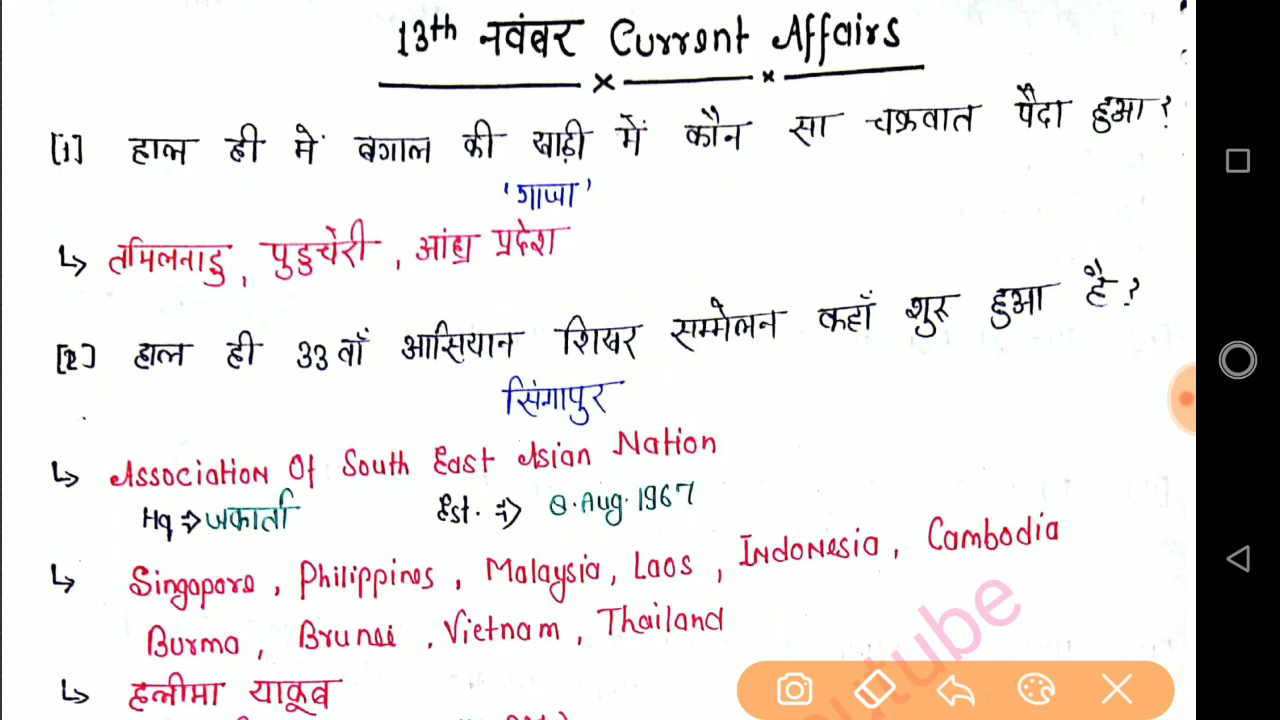 13th नवंबर Current Affairs
[1] हाल ही में बगाल की खाढ़ी में कौन सा चक्रवात पैदा हुआ?
'गाजा'
↳ तमिलनाडु, पुडुचेरी, आंध्र प्रदेश
[2] हाल ही 33वाँ आसियान शिखर सम्मेलन कहाँ शुरू हुआ है?
सिंगापुर
↳ Association Of South East Asian Nation
Hq ⇒ जकार्ता Est. ⇒ 8.Aug.1967
↳ Singapore, Philippines, Malaysia, Laos, Indonesia, Cambodia
Burma, Brunei, Vietnam, Thailand
↳ हलीमा याकूब